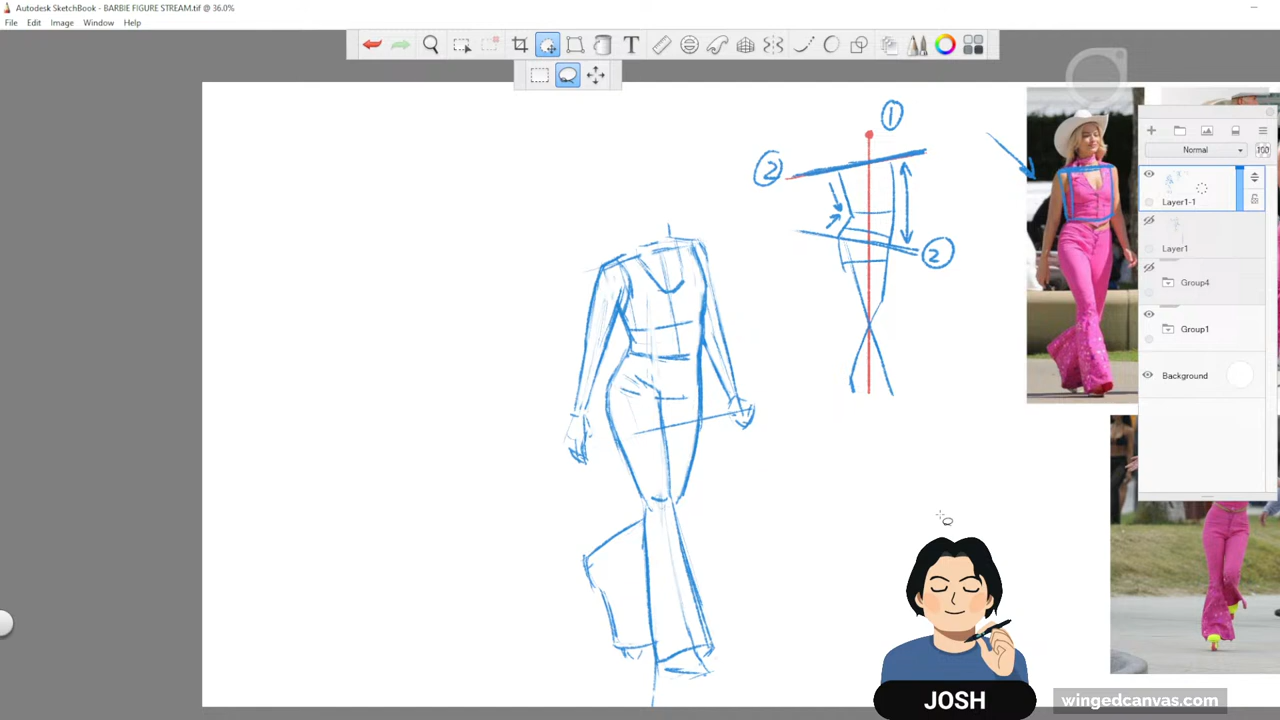 Autodesk SketchBook - BARBIE FIGURE STREAM.tif @ 36.0%
File Edit Image Window Help
T
1
2
2
Normal
100
Layer1-1
Layer1
Group4
Group1
Background
JOSH
wingedcanvas.com